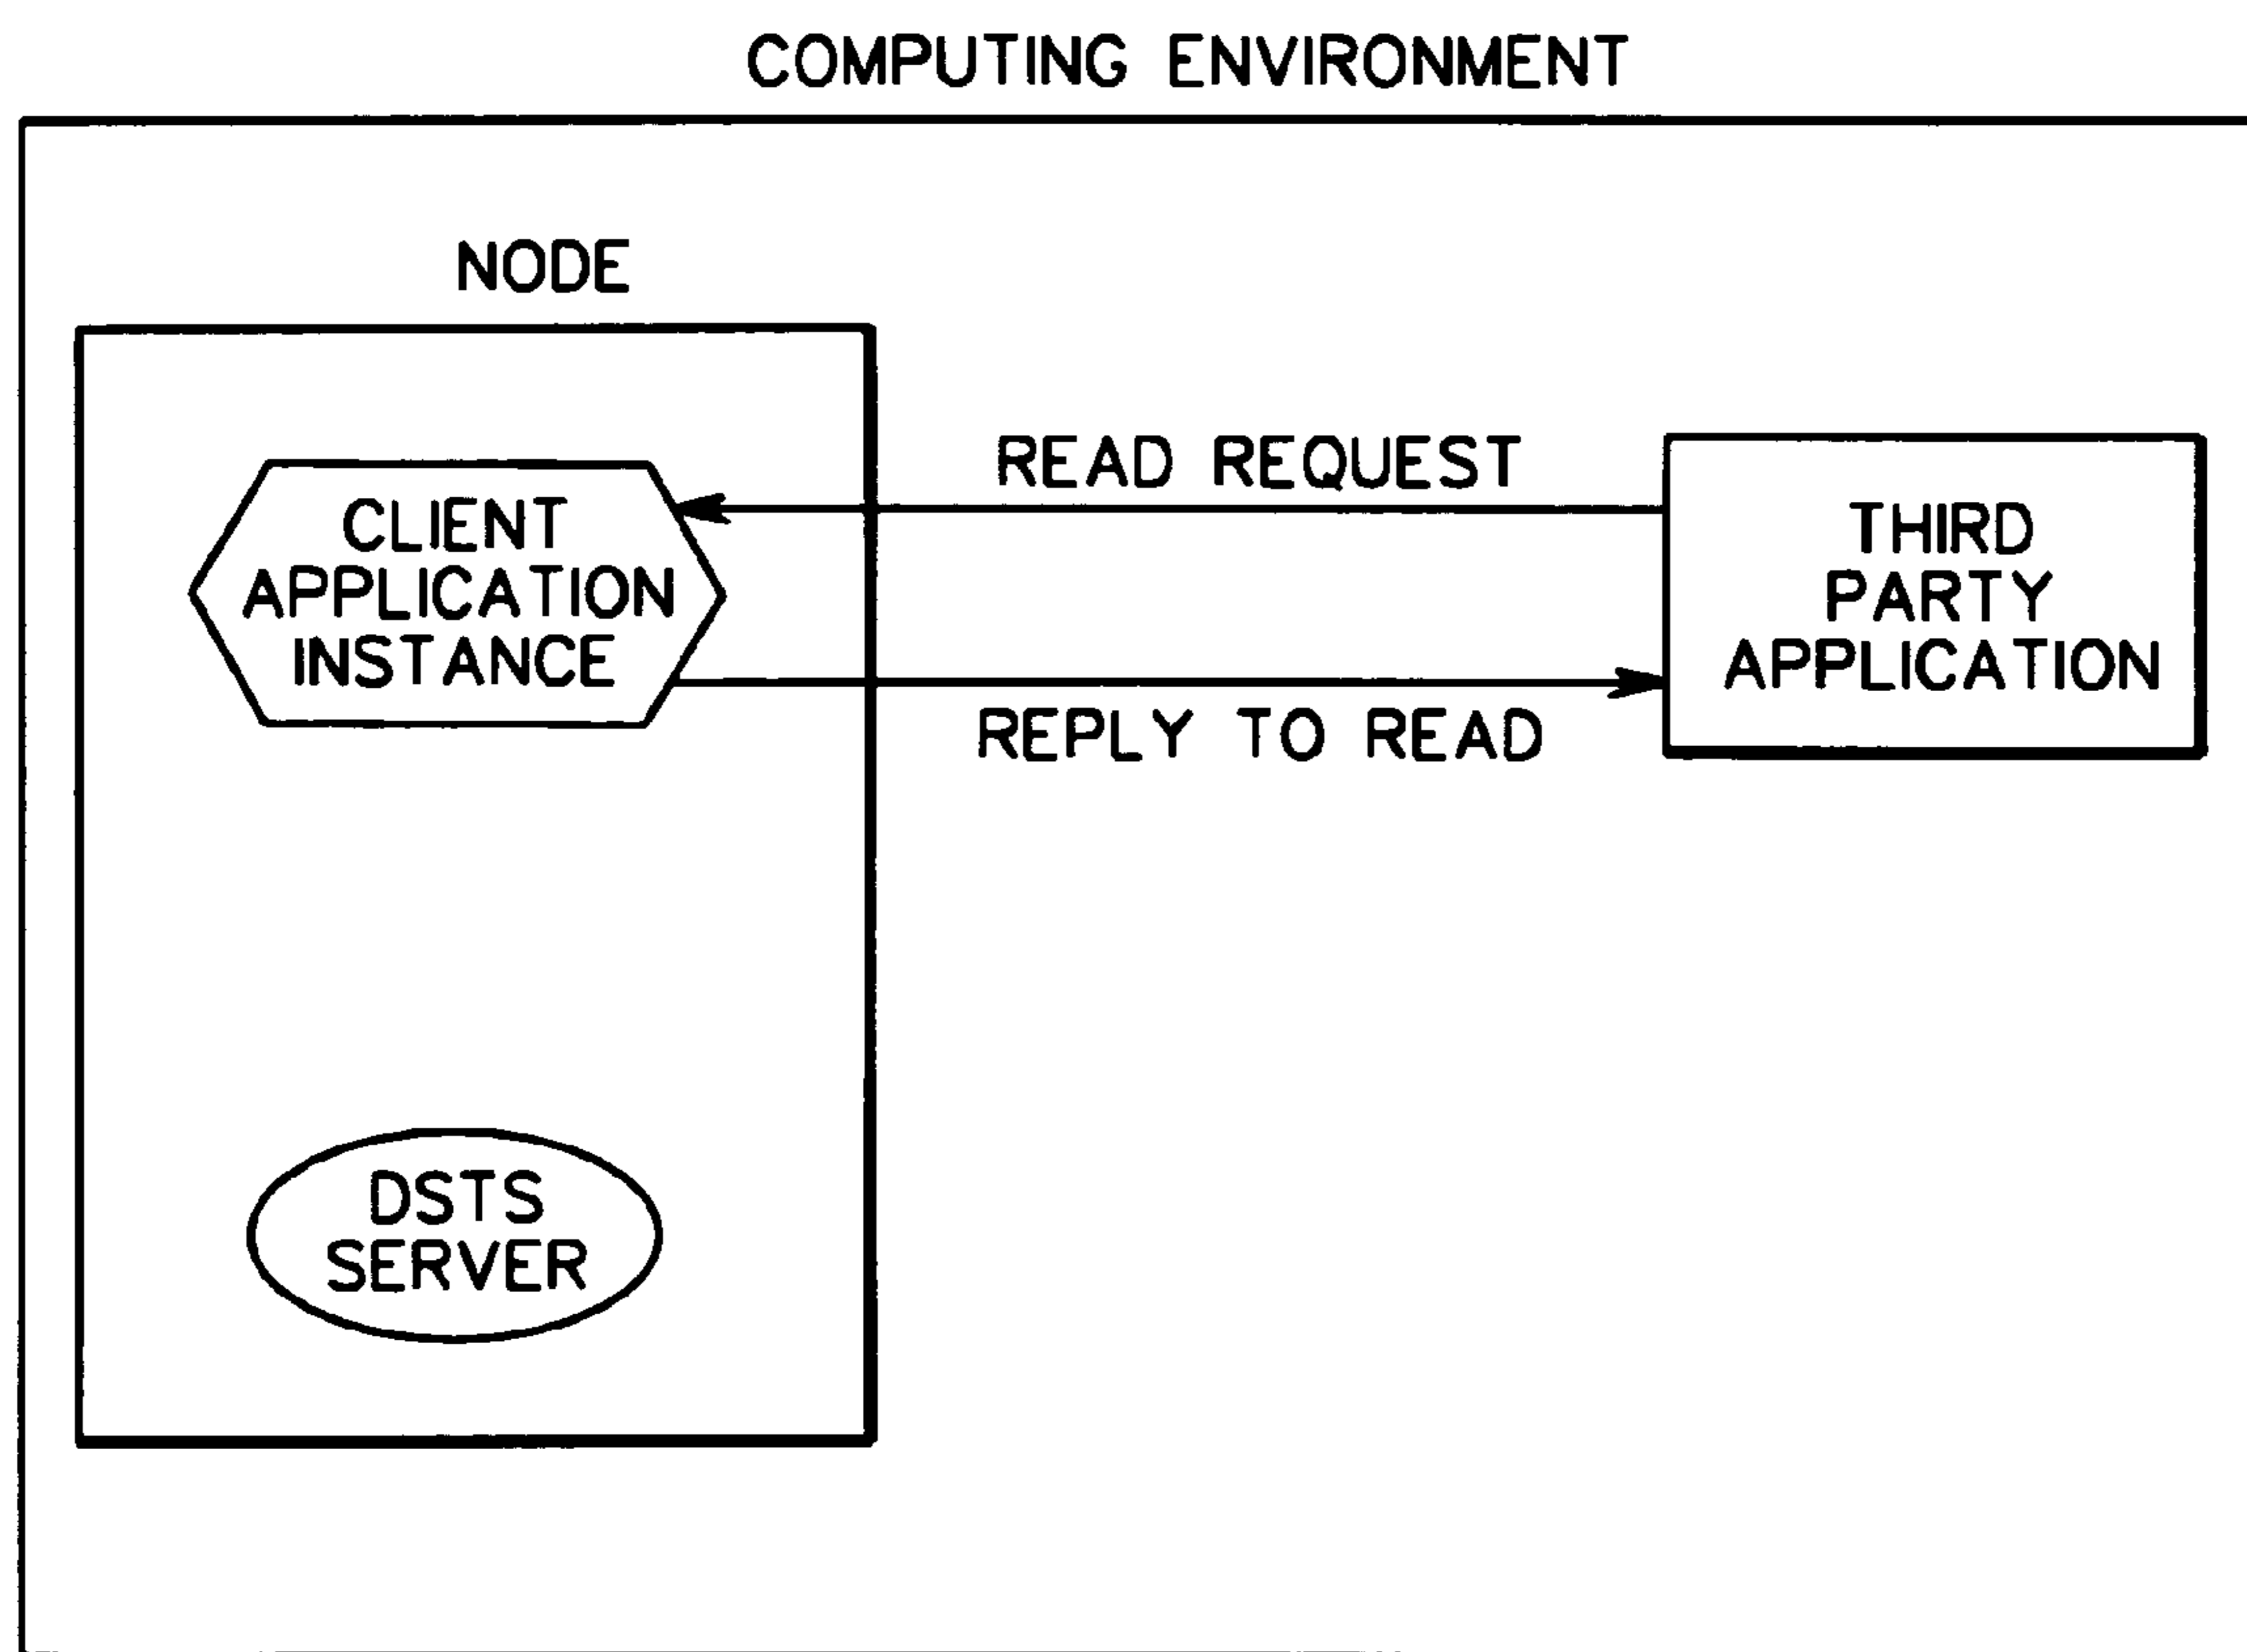 COMPUTING ENVIRONMENT
NODE
READ REQUEST
CLIENT
APPLICATION
INSTANCE
THIRD
PARTY
APPLICATION
REPLY TO READ
DSTS
SERVER